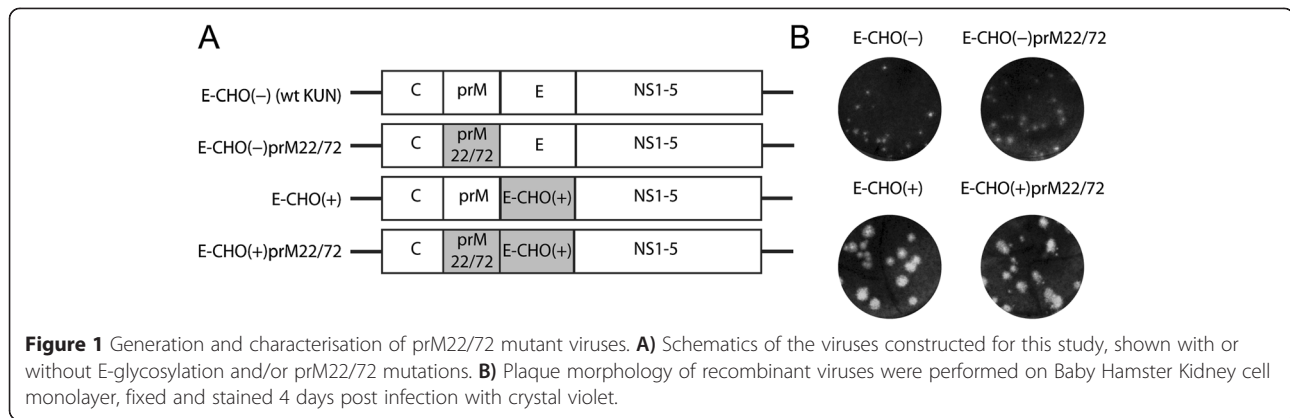 A
E-CHO(−) (wt KUN) C prM E NS1-5
E-CHO(−)prM22/72 C prM 22/72 E NS1-5
E-CHO(+) C prM E-CHO(+) NS1-5
E-CHO(+)prM22/72 C prM 22/72 E-CHO(+) NS1-5
B
E-CHO(−) E-CHO(−)prM22/72
E-CHO(+) E-CHO(+)prM22/72
Figure 1 Generation and characterisation of prM22/72 mutant viruses. A) Schematics of the viruses constructed for this study, shown with or
without E-glycosylation and/or prM22/72 mutations. B) Plaque morphology of recombinant viruses were performed on Baby Hamster Kidney cell
monolayer, fixed and stained 4 days post infection with crystal violet.